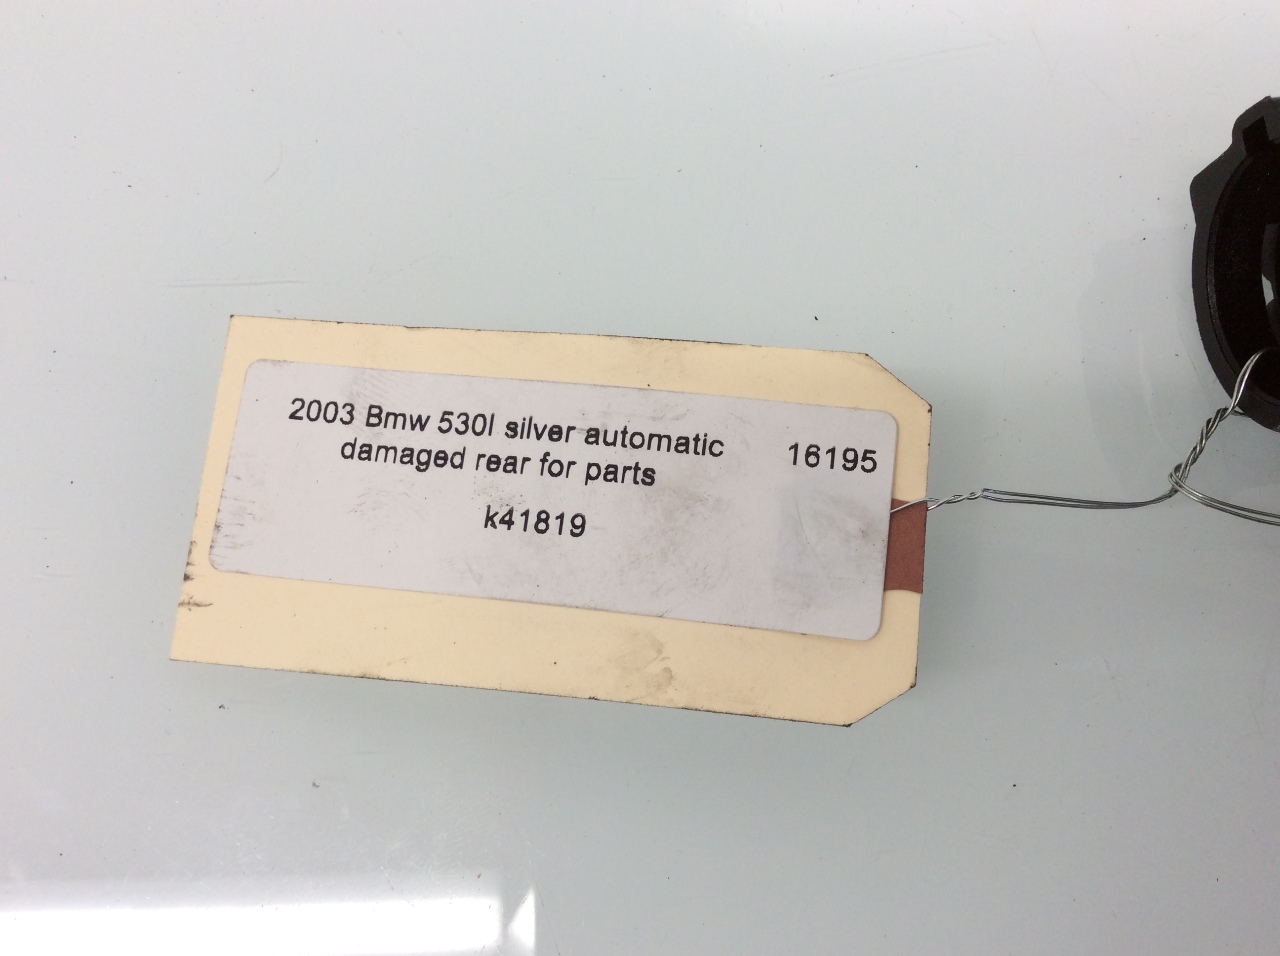 2003 Bmw 530I silver automatic 16195
damaged rear for parts
k41819